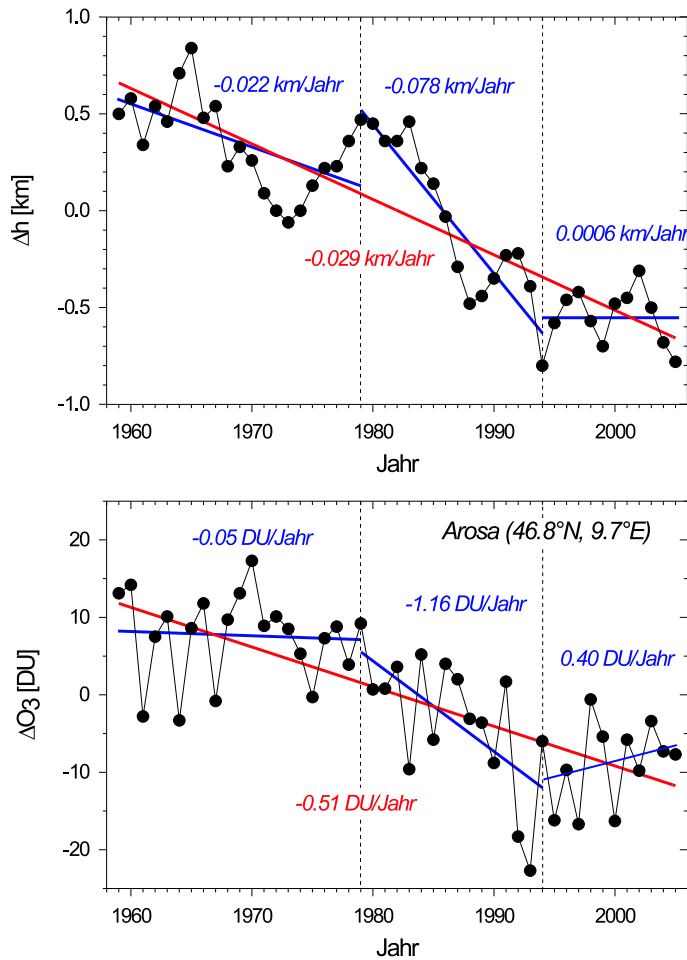 1.0
-0.022 km/Jahr
-0.078 km/Jahr
0.5
Δh [km]
0.0
0.0006 km/Jahr
-0.029 km/Jahr
-0.5
-1.0
1960 1970 1980 1990 2000
Jahr
-0.05 DU/Jahr
Arosa (46.8°N, 9.7°E)
20
-1.16 DU/Jahr
10
0.40 DU/Jahr
ΔO3 [DU]
0
-10
-0.51 DU/Jahr
-20
1960 1970 1980 1990 2000
Jahr